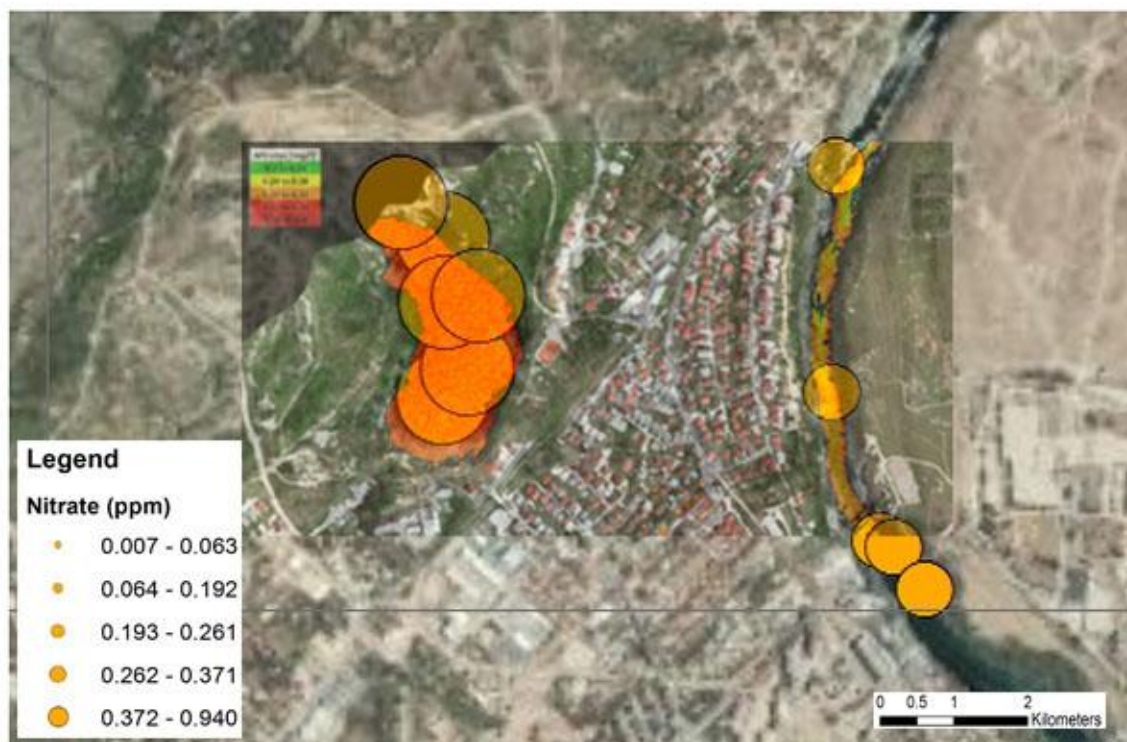 Legend
Nitrate (ppm)
0.007 - 0.063
0.064 - 0.192
0.193 - 0.261
0.262 - 0.371
0.372 - 0.940
0 0.5 1 2
Kilometers